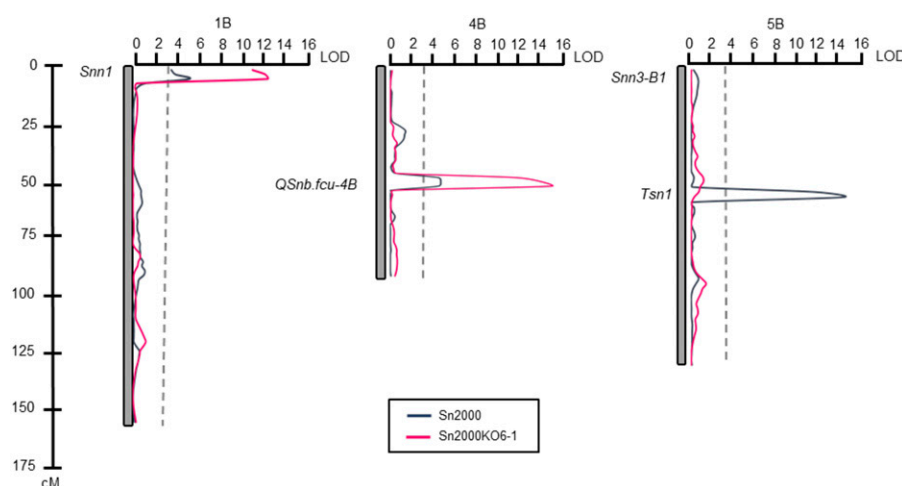 1B
4B
5B
0 2 4 6 8 10 12 14 16 LOD
0 2 4 6 8 10 12 14 16 LOD
0 2 4 6 8 10 12 14 16 LOD
0
Snn1
Snn3-B1
25
50
QSnb.fcu-4B
Tsn1
75
100
125
150
175
cM
Sn2000
Sn2000KO6-1